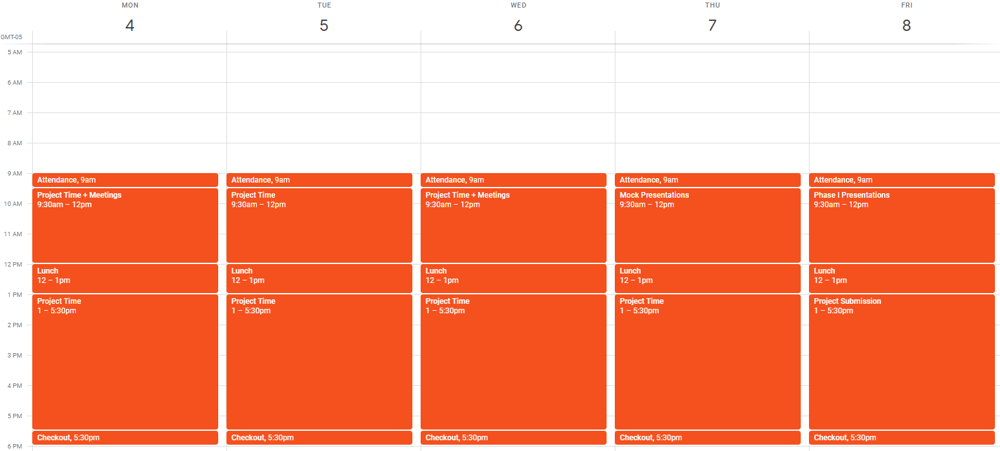 MON
TUE
WED
THU
FRI
4
5
6
7
8
GMT-05
5 AM
6 AM
7 AM
8 AM
9 AM
10 AM
11 AM
12 PM
1 PM
2 PM
3 PM
4 PM
5 PM
6 PM
Attendance, 9am
Project Time + Meetings
9:30am – 12pm
Lunch
12 – 1pm
Project Time
1 – 5:30pm
Checkout, 5:30pm
Attendance, 9am
Project Time
9:30am – 12pm
Lunch
12 – 1pm
Project Time
1 – 5:30pm
Checkout, 5:30pm
Attendance, 9am
Project Time + Meetings
9:30am – 12pm
Lunch
12 – 1pm
Project Time
1 – 5:30pm
Checkout, 5:30pm
Attendance, 9am
Mock Presentations
9:30am – 12pm
Lunch
12 – 1pm
Project Time
1 – 5:30pm
Checkout, 5:30pm
Attendance, 9am
Phase I Presentations
9:30am – 12pm
Lunch
12 – 1pm
Project Submission
1 – 5:30pm
Checkout, 5:30pm